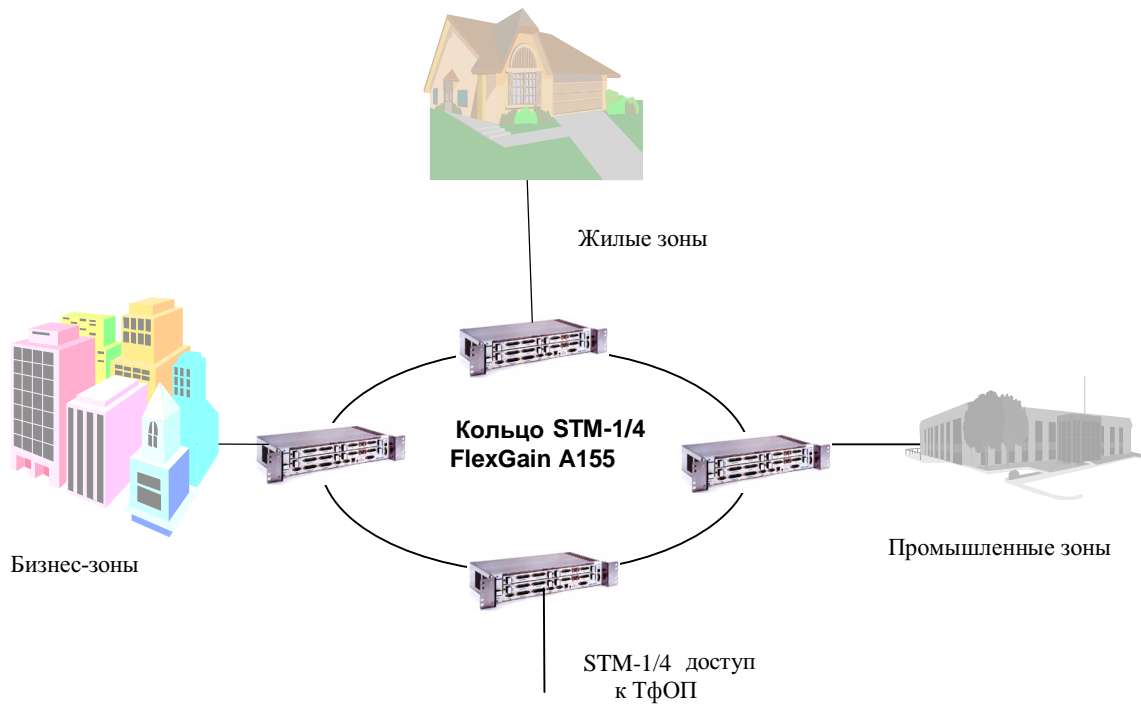 Жилые зоны
Кольцо STM-1/4
FlexGain A155
Бизнес-зоны
Промышленные зоны
STM-1/4 доступ
к ТфОП